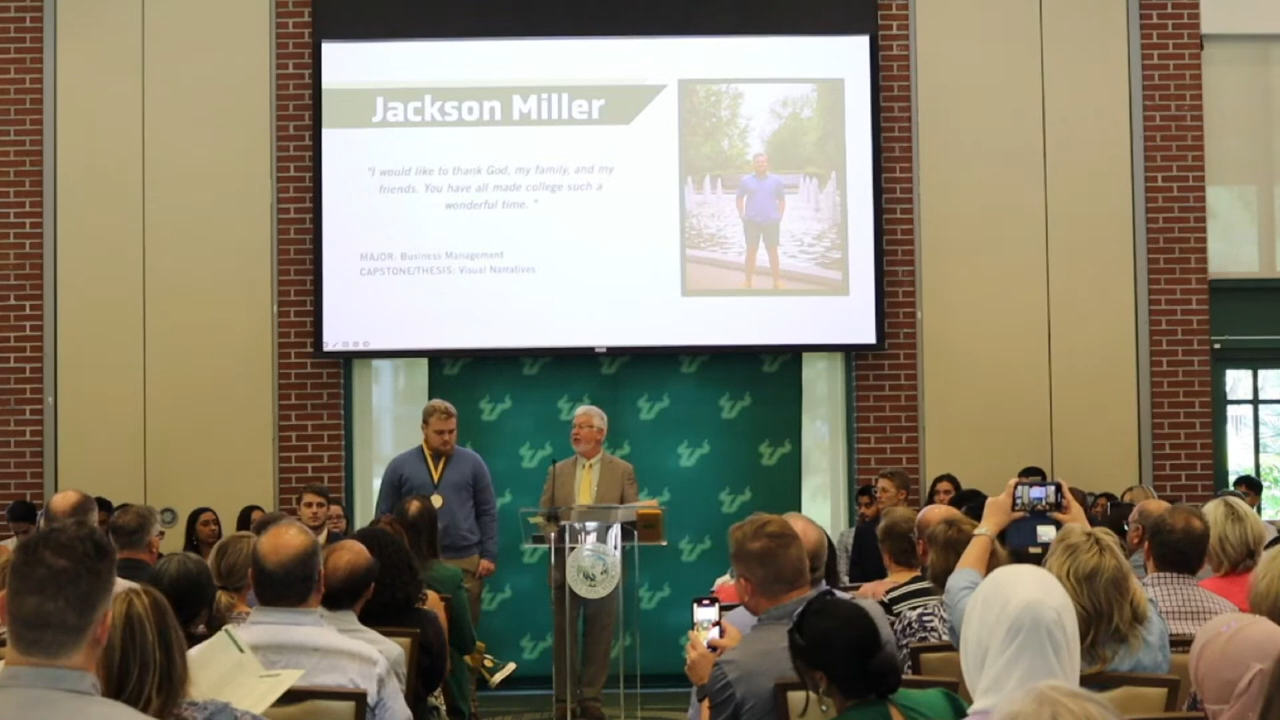 Jackson Miller
"I would like to thank God, my family, and my
friends. You have all made college such a
wonderful time. "
MAJOR: Business Management
CAPSTONE/THESIS: Visual Narratives